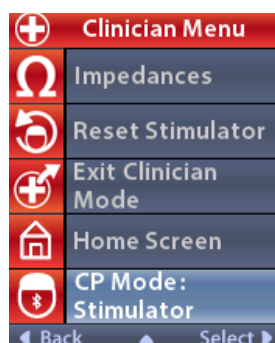 Clinician Menu
Impedances
Reset Stimulator
Exit Clinician
Mode
Home Screen
CP Mode:
Stimulator
Back Select